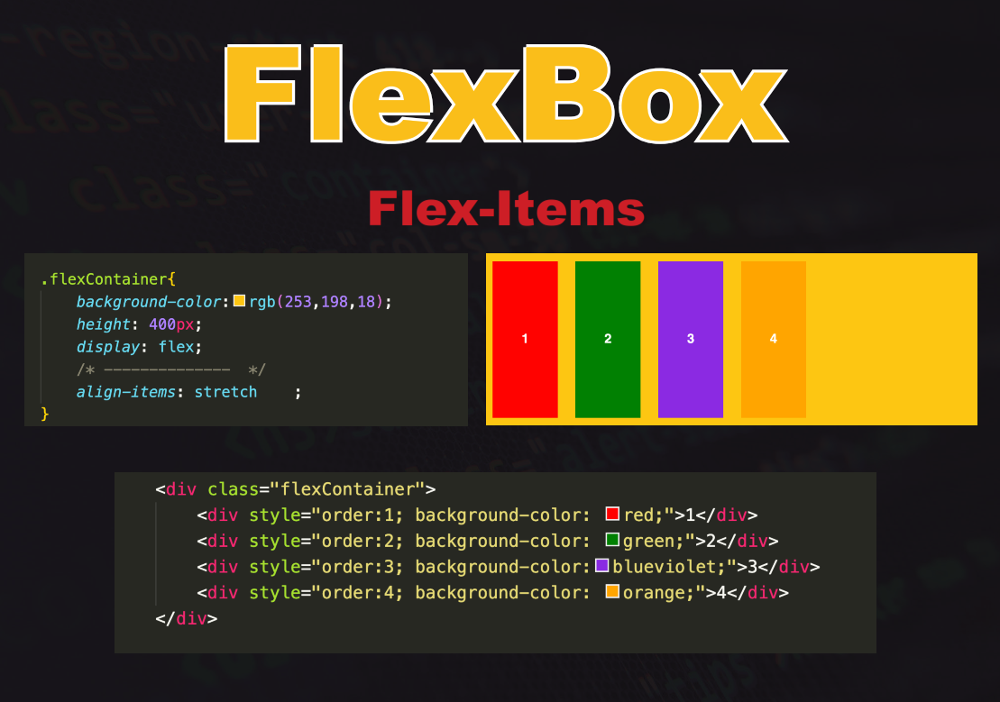 FlexBox
Flex-Items
.flexContainer{
background-color: rgb(253,198,18);
height: 400px;
display: flex;
/* -------------- */
align-items: stretch    ;
}
1 2 3 4
<div class="flexContainer">
<div style="order:1; background-color: red;">1</div>
<div style="order:2; background-color: green;">2</div>
<div style="order:3; background-color: blueviolet;">3</div>
<div style="order:4; background-color: orange;">4</div>
</div>